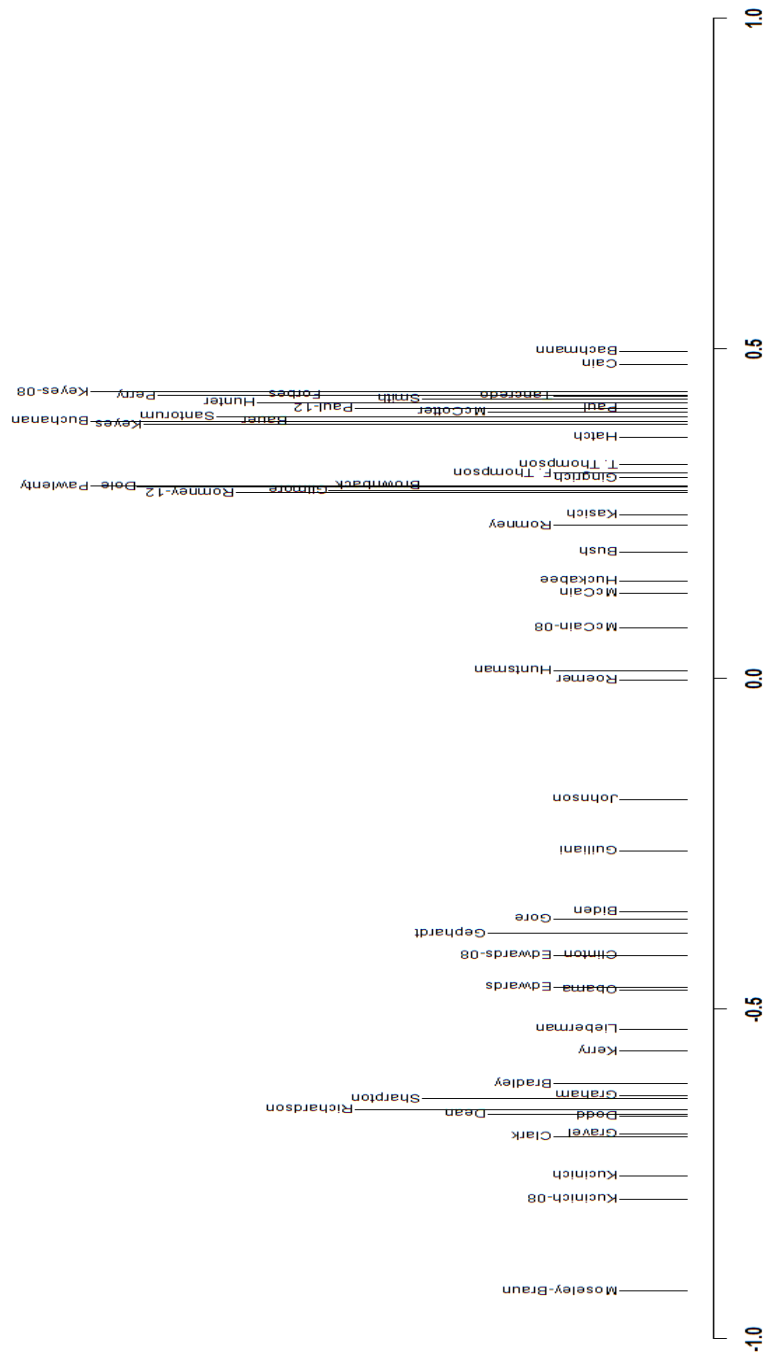 1.0
Bachmann
0.5
Cain
Keyes-08
Perry
Forbes
Tancredo
Smith
Hunter
Paul-12
Paul
McCotter
Santorum
Bauer
Buchanan
Keyes
Hatch
T. Thompson
F. Thompson
Gingrich
Pawlenty
Dole
Brownback
Gilmore
Romney-12
Kasich
Romney
Bush
Huckabee
McCain
McCain-08
Huntsman
Roemer
0.0
Johnson
Guiliani
Biden
Gore
Gephardt
Clinton
Edwards-08
Edwards
Obama
-0.5
Lieberman
Kerry
Bradley
Graham
Sharpton
Richardson
Dean
Dodd
Gravel
Clark
Kucinich
Kucinich-08
Moseley-Braun
-1.0